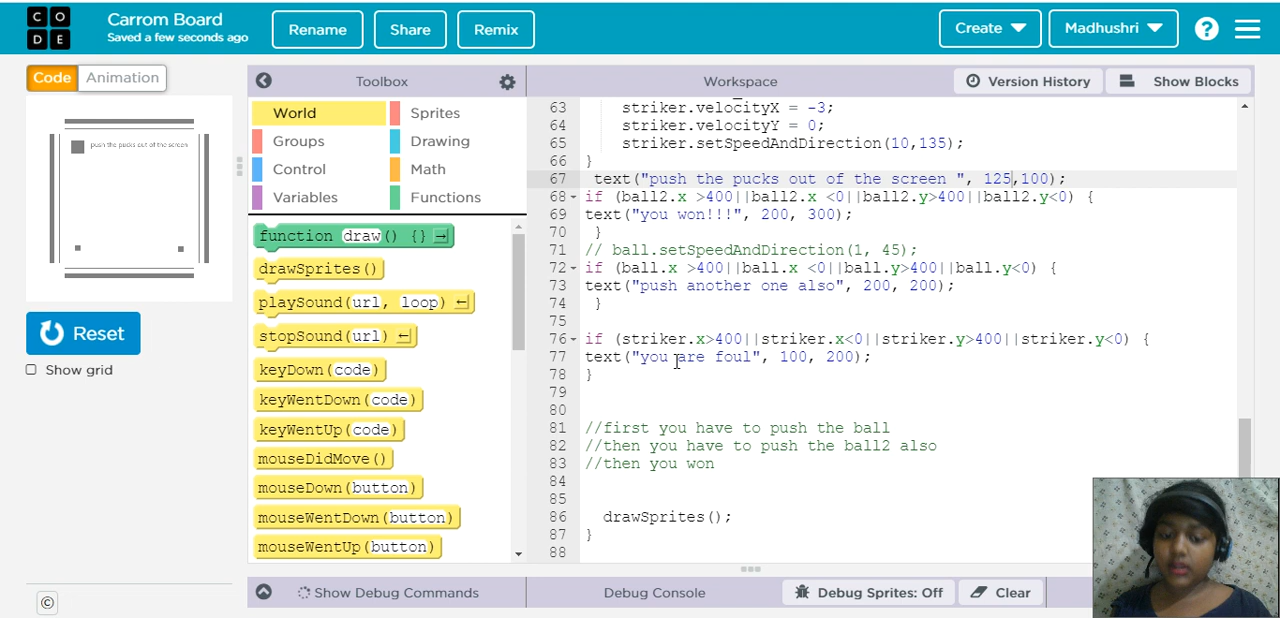 C O
D E
Carrom Board
Saved a few seconds ago
Rename
Share
Remix
Create
Madhushri
?
Code
Animation
Toolbox
Workspace
Version History
Show Blocks
push the pucks out of the screen
Reset
Show grid
©
World
Sprites
Groups
Drawing
Control
Math
Variables
Functions
function draw() {}
drawSprites()
playSound(url, loop)
stopSound(url)
keyDown(code)
keyWentDown(code)
keyWentUp(code)
mouseDidMove()
mouseDown(button)
mouseWentDown(button)
mouseWentUp(button)
63 striker.velocityX = -3;
64 striker.velocityY = 0;
65 striker.setSpeedAndDirection(10,135);
66 }
67 text("push the pucks out of the screen ", 125,100);
68 if (ball2.x >400||ball2.x <0||ball2.y>400||ball2.y<0) {
69 text("you won!!!", 200, 300);
70 }
71 // ball.setSpeedAndDirection(1, 45);
72 if (ball.x >400||ball.x <0||ball.y>400||ball.y<0) {
73 text("push another one also", 200, 200);
74 }
75
76 if (striker.x>400||striker.x<0||striker.y>400||striker.y<0) {
77 text("you are foul", 100, 200);
78 }
79
80
81 //first you have to push the ball
82 //then you have to push the ball2 also
83 //then you won
84
85
86 drawSprites();
87 }
88
Show Debug Commands
Debug Console
Debug Sprites: Off
Clear